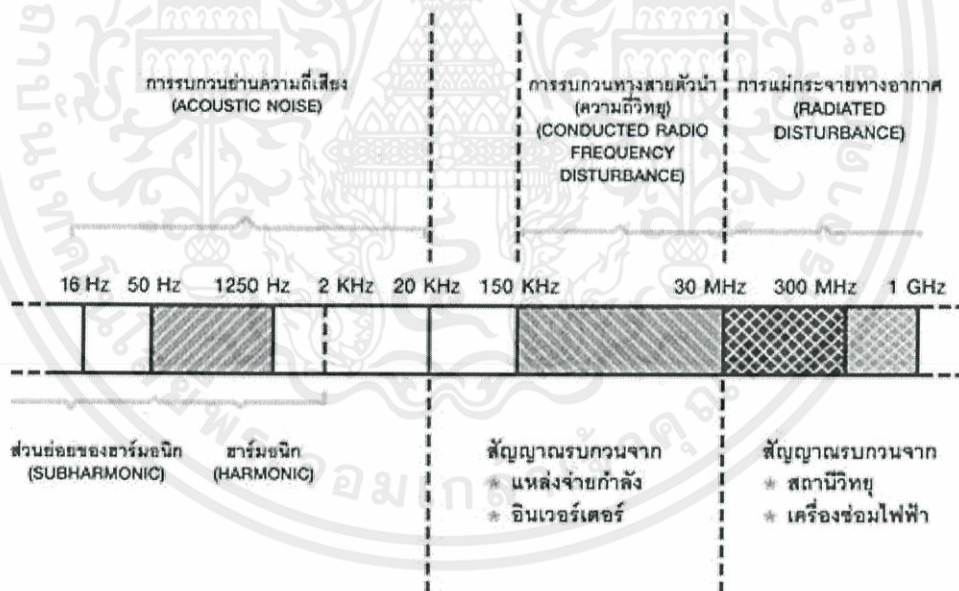 การรบกวนย่านความถี่เสียง
(ACOUSTIC NOISE)
การรบกวนทางสายตัวนำ
(ความถี่วิทยุ)
(CONDUCTED RADIO
FREQUENCY
DISTURBANCE)
การแผ่กระจายทางอากาศ
(RADIATED
DISTURBANCE)
16 Hz 50 Hz 1250 Hz 2 KHz 20 KHz 150 KHz 30 MHz 300 MHz 1 GHz
ส่วนย่อยของฮาร์มอนิก
(SUBHARMONIC)
ฮาร์มอนิก
(HARMONIC)
สัญญาณรบกวนจาก
* แหล่งจ่ายกำลัง
* อินเวอร์เตอร์
สัญญาณรบกวนจาก
* สถานีวิทยุ
* เครื่องซ่อมไฟฟ้า